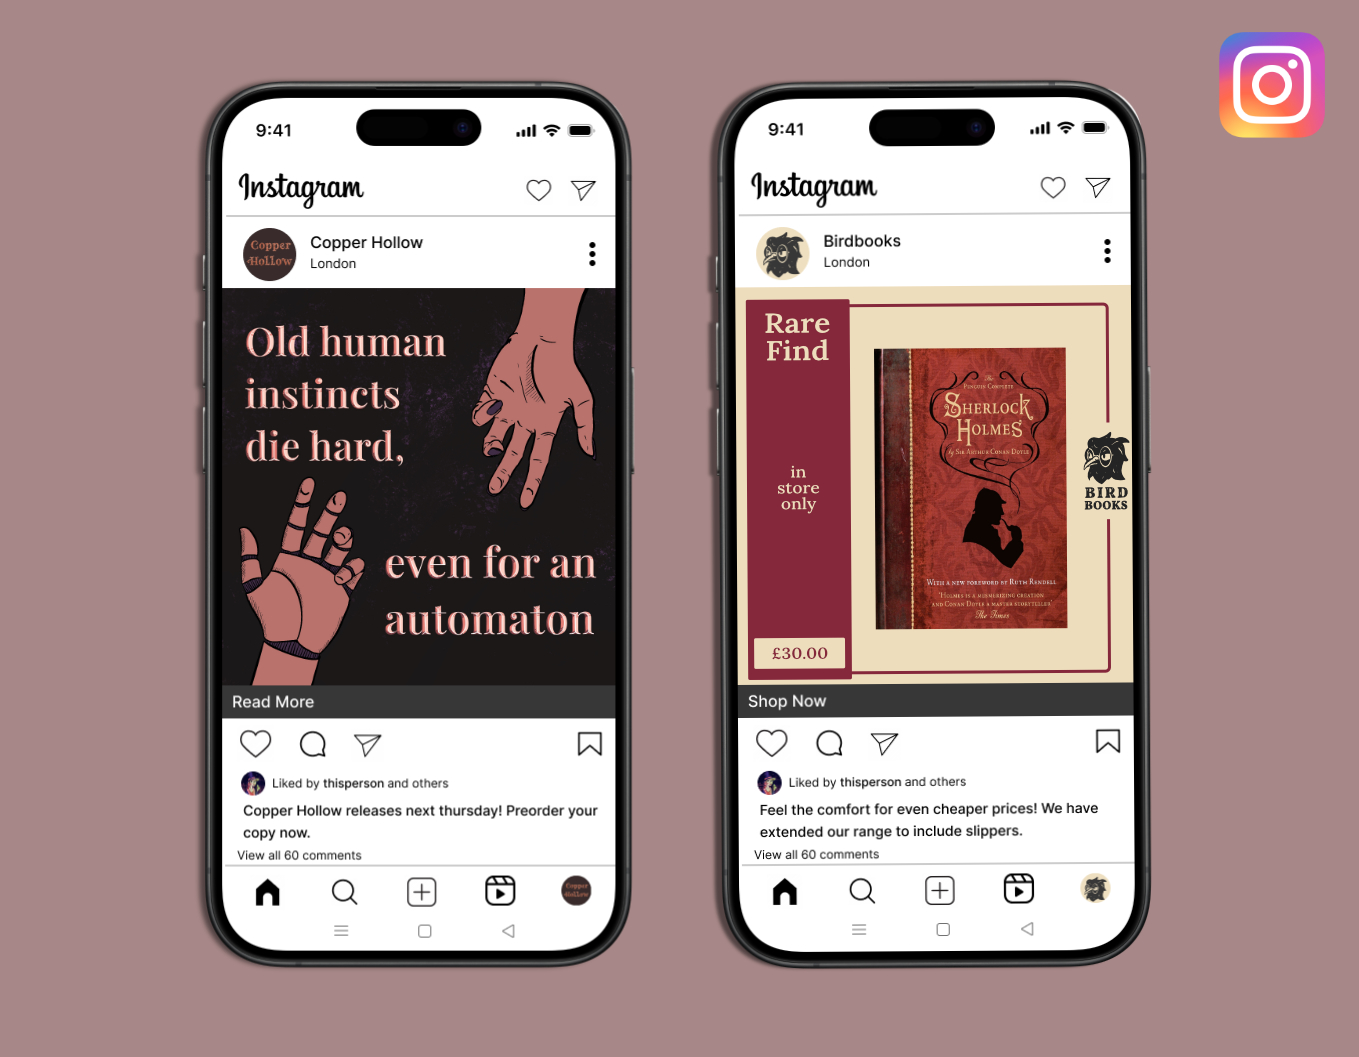 9:41
Instagram
Copper Hollow
London
Copper
Hollow
Old human
instincts
die hard,
even for an
automaton
Read More
Liked by thisperson and others
Copper Hollow releases next thursday! Preorder your
copy now.
View all 60 comments
Copper
Hollow
9:41
Instagram
Birdbooks
London
Rare
Find
in
store
only
£30.00
The
Penguin Complete
Sherlock
Holmes
by Sir Arthur Conan Doyle
With a new foreword by Ruth Rendell
'Holmes is a mesmerizing creation
and Conan Doyle a master storyteller'
The Times
BIRD
BOOKS
Shop Now
Liked by thisperson and others
Feel the comfort for even cheaper prices! We have
extended our range to include slippers.
View all 60 comments